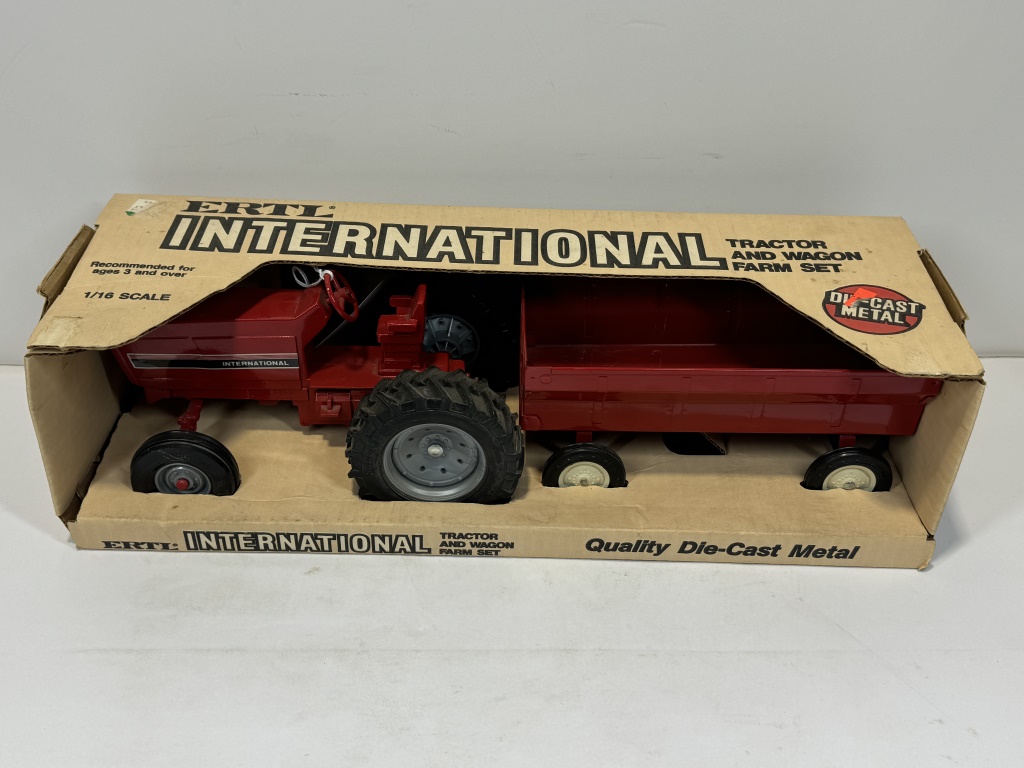 ERTL®
INTERNATIONAL
TRACTOR
AND WAGON
FARM SET
Recommended for
ages 3 and over
1/16 SCALE
DIE-CAST
METAL
INTERNATIONAL
ERTL
INTERNATIONAL
TRACTOR
AND WAGON
FARM SET
Quality Die-Cast Metal